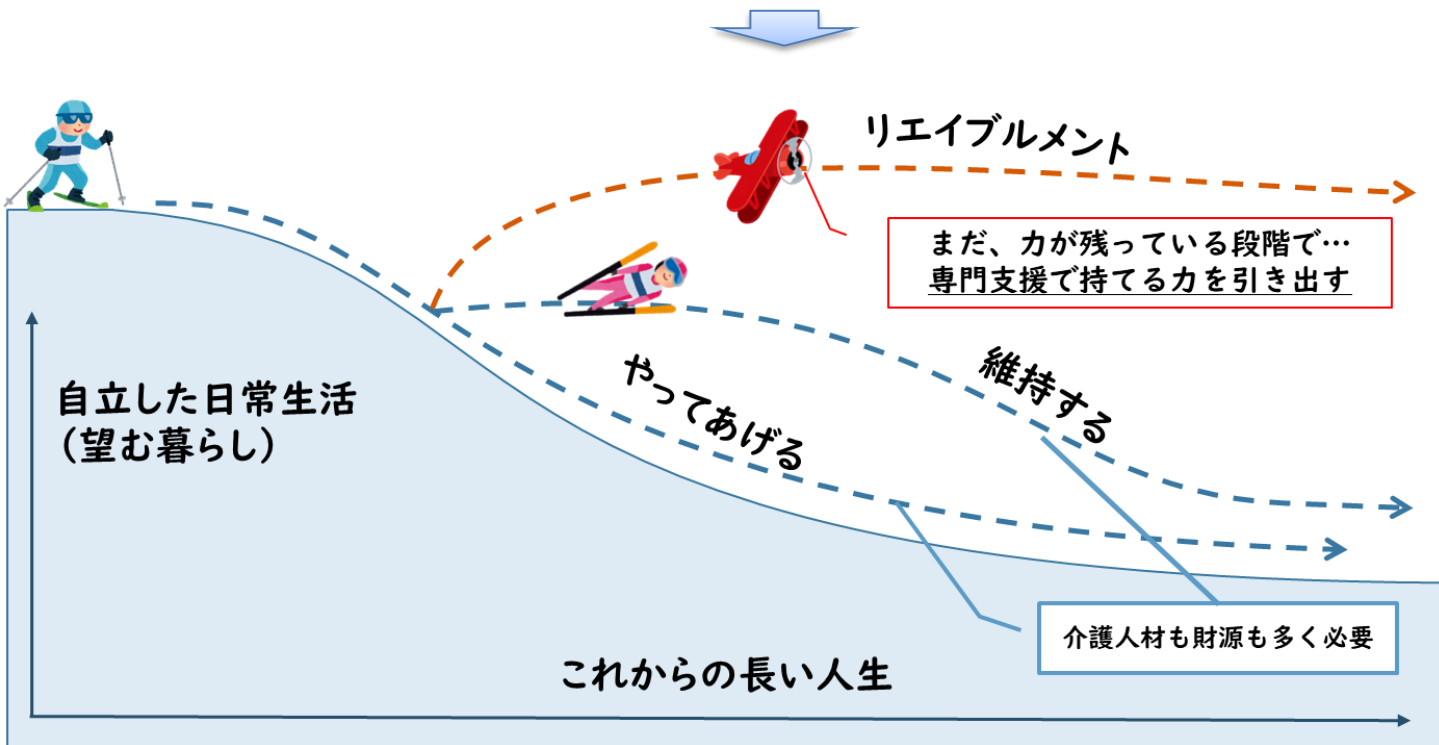 リエイブルメント
まだ、力が残っている段階で…
専門支援で持てる力を引き出す
自立した日常生活
（望む暮らし）
やってあげる
維持する
介護人材も財源も多く必要
これからの長い人生